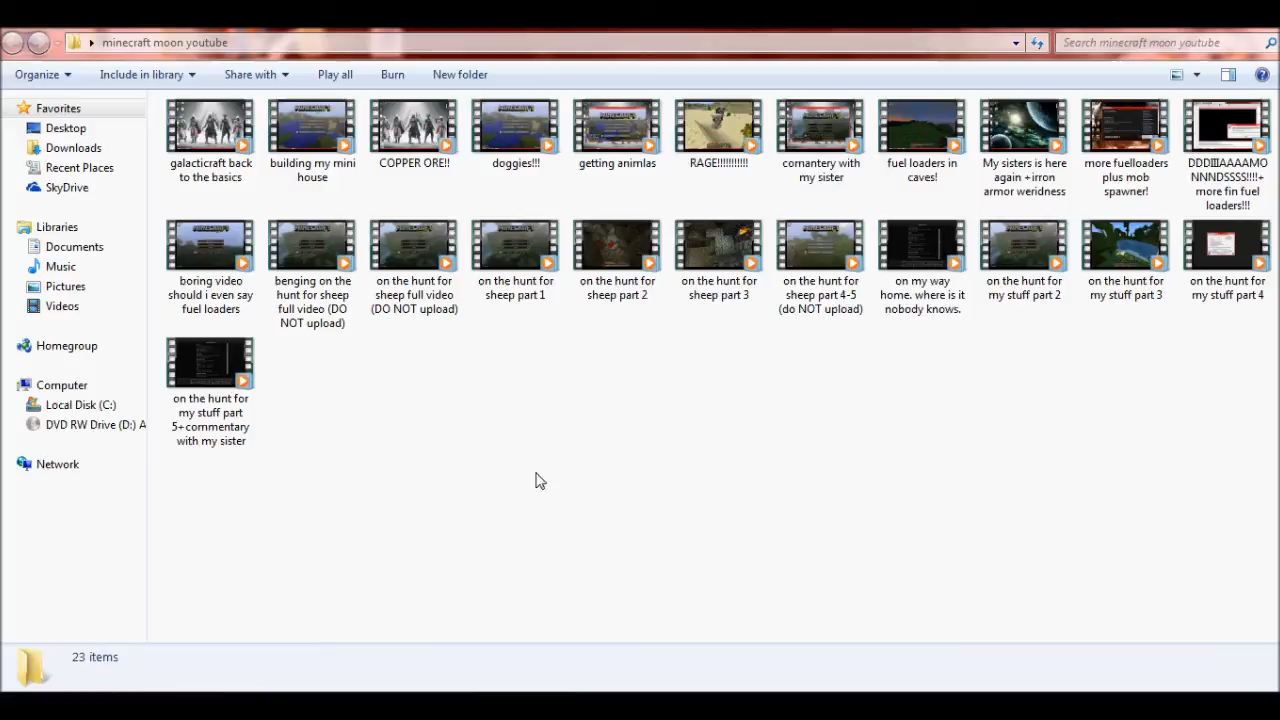 minecraft moon youtube
Search minecraft moon youtube
Organize
Include in library
Share with
Play all
Burn
New folder
Favorites
Desktop
Downloads
Recent Places
SkyDrive
Libraries
Documents
Music
Pictures
Videos
Homegroup
Computer
Local Disk (C:)
DVD RW Drive (D:) A
Network
galacticraft back
to the basics
building my mini
house
COPPER ORE!!
doggies!!!
getting animlas
RAGE!!!!!!!!!!!
comantery with
my sister
fuel loaders in
caves!
My sisters is here
again +irron
armor weridness
more fuelloaders
plus mob
spawner!
DDDIIIAAAAMO
NNNDSSSS!!!!+
more fin fuel
loaders!!!
boring video
should i even say
fuel loaders
benging on the
hunt for sheep
full video (DO
NOT upload)
on the hunt for
sheep full video
(DO NOT upload)
on the hunt for
sheep part 1
on the hunt for
sheep part 2
on the hunt for
sheep part 3
on the hunt for
sheep part 4-5
(do NOT upload)
on my way
home. where is it
nobody knows.
on the hunt for
my stuff part 2
on the hunt for
my stuff part 3
on the hunt for
my stuff part 4
on the hunt for
my stuff part
5+commentary
with my sister
23 items